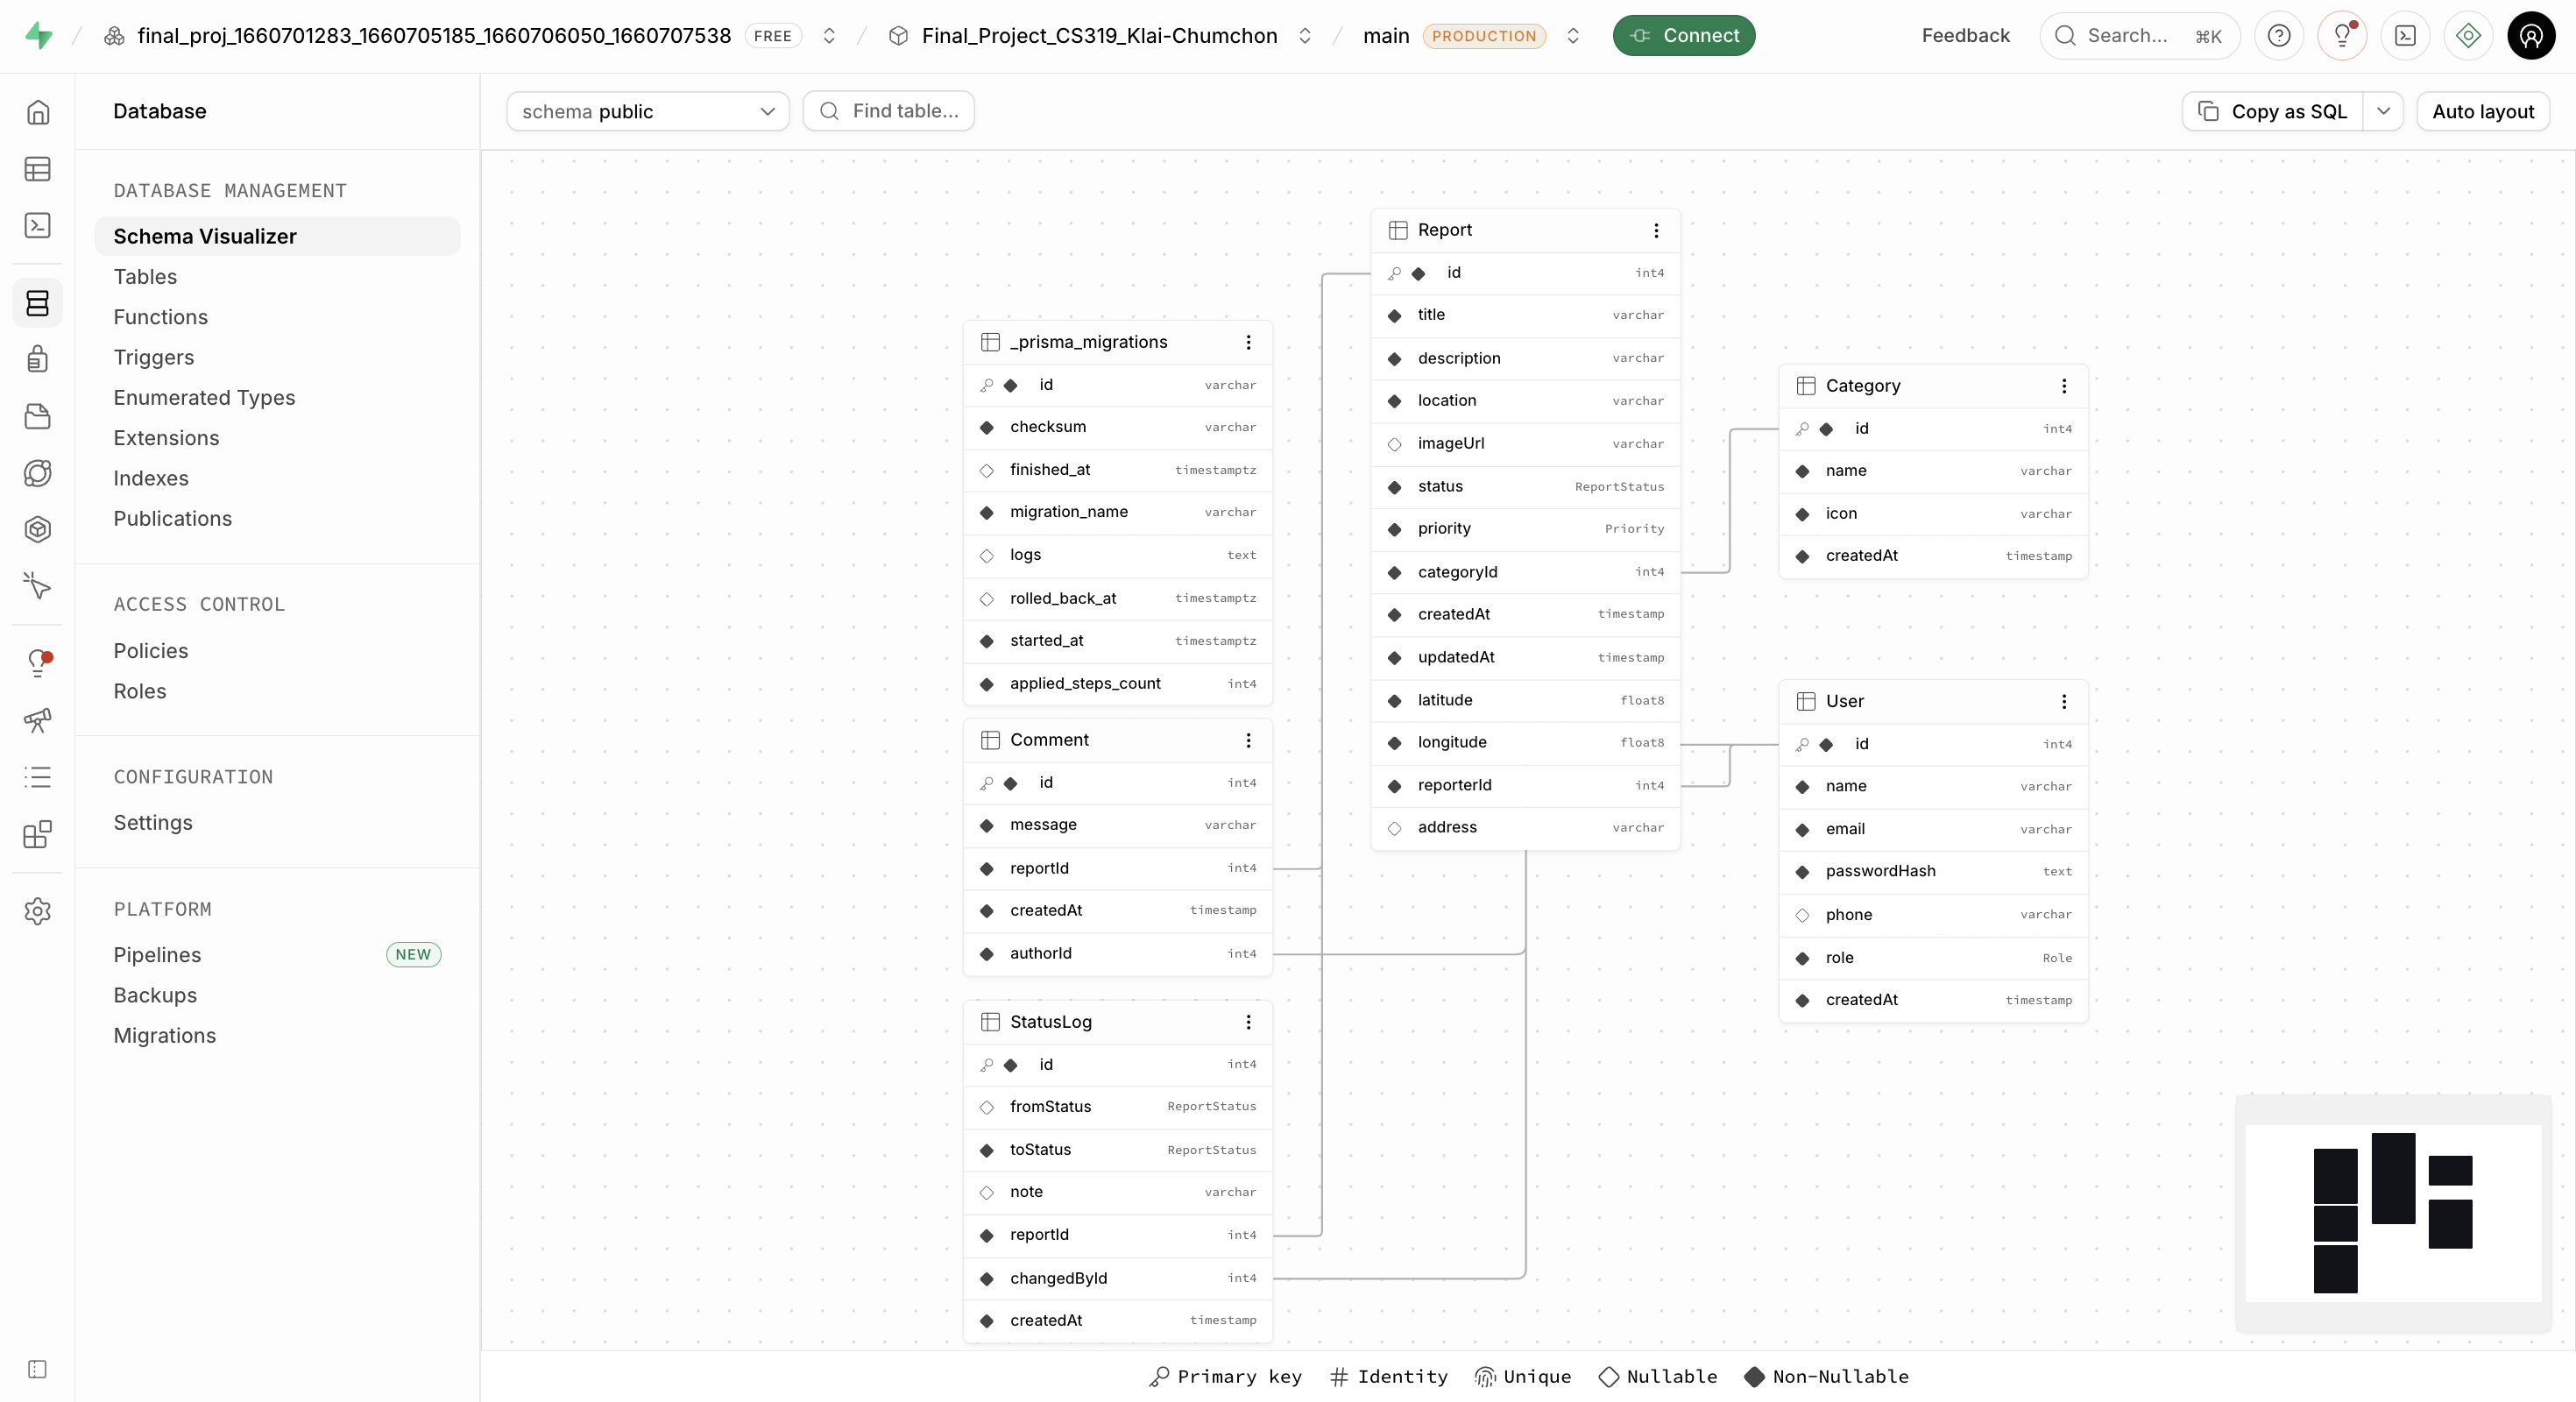 final_proj_1660701283_1660705185_1660706050_1660707538 FREE
Final_Project_CS319_Klai-Chumchon
main PRODUCTION
Connect
Feedback
Search... ⌘K
Database
DATABASE MANAGEMENT
Schema Visualizer
Tables
Functions
Triggers
Enumerated Types
Extensions
Indexes
Publications
ACCESS CONTROL
Policies
Roles
CONFIGURATION
Settings
PLATFORM
Pipelines NEW
Backups
Migrations
schema public
Find table...
Copy as SQL
Auto layout
_prisma_migrations
id varchar
checksum varchar
finished_at timestamptz
migration_name varchar
logs text
rolled_back_at timestamptz
started_at timestamptz
applied_steps_count int4
Comment
id int4
message varchar
reportId int4
createdAt timestamp
authorId int4
StatusLog
id int4
fromStatus ReportStatus
toStatus ReportStatus
note varchar
reportId int4
changedById int4
createdAt timestamp
Report
id int4
title varchar
description varchar
location varchar
imageUrl varchar
status ReportStatus
priority Priority
categoryId int4
createdAt timestamp
updatedAt timestamp
latitude float8
longitude float8
reporterId int4
address varchar
Category
id int4
name varchar
icon varchar
createdAt timestamp
User
id int4
name varchar
email varchar
passwordHash text
phone varchar
role Role
createdAt timestamp
Primary key
Identity
Unique
Nullable
Non-Nullable